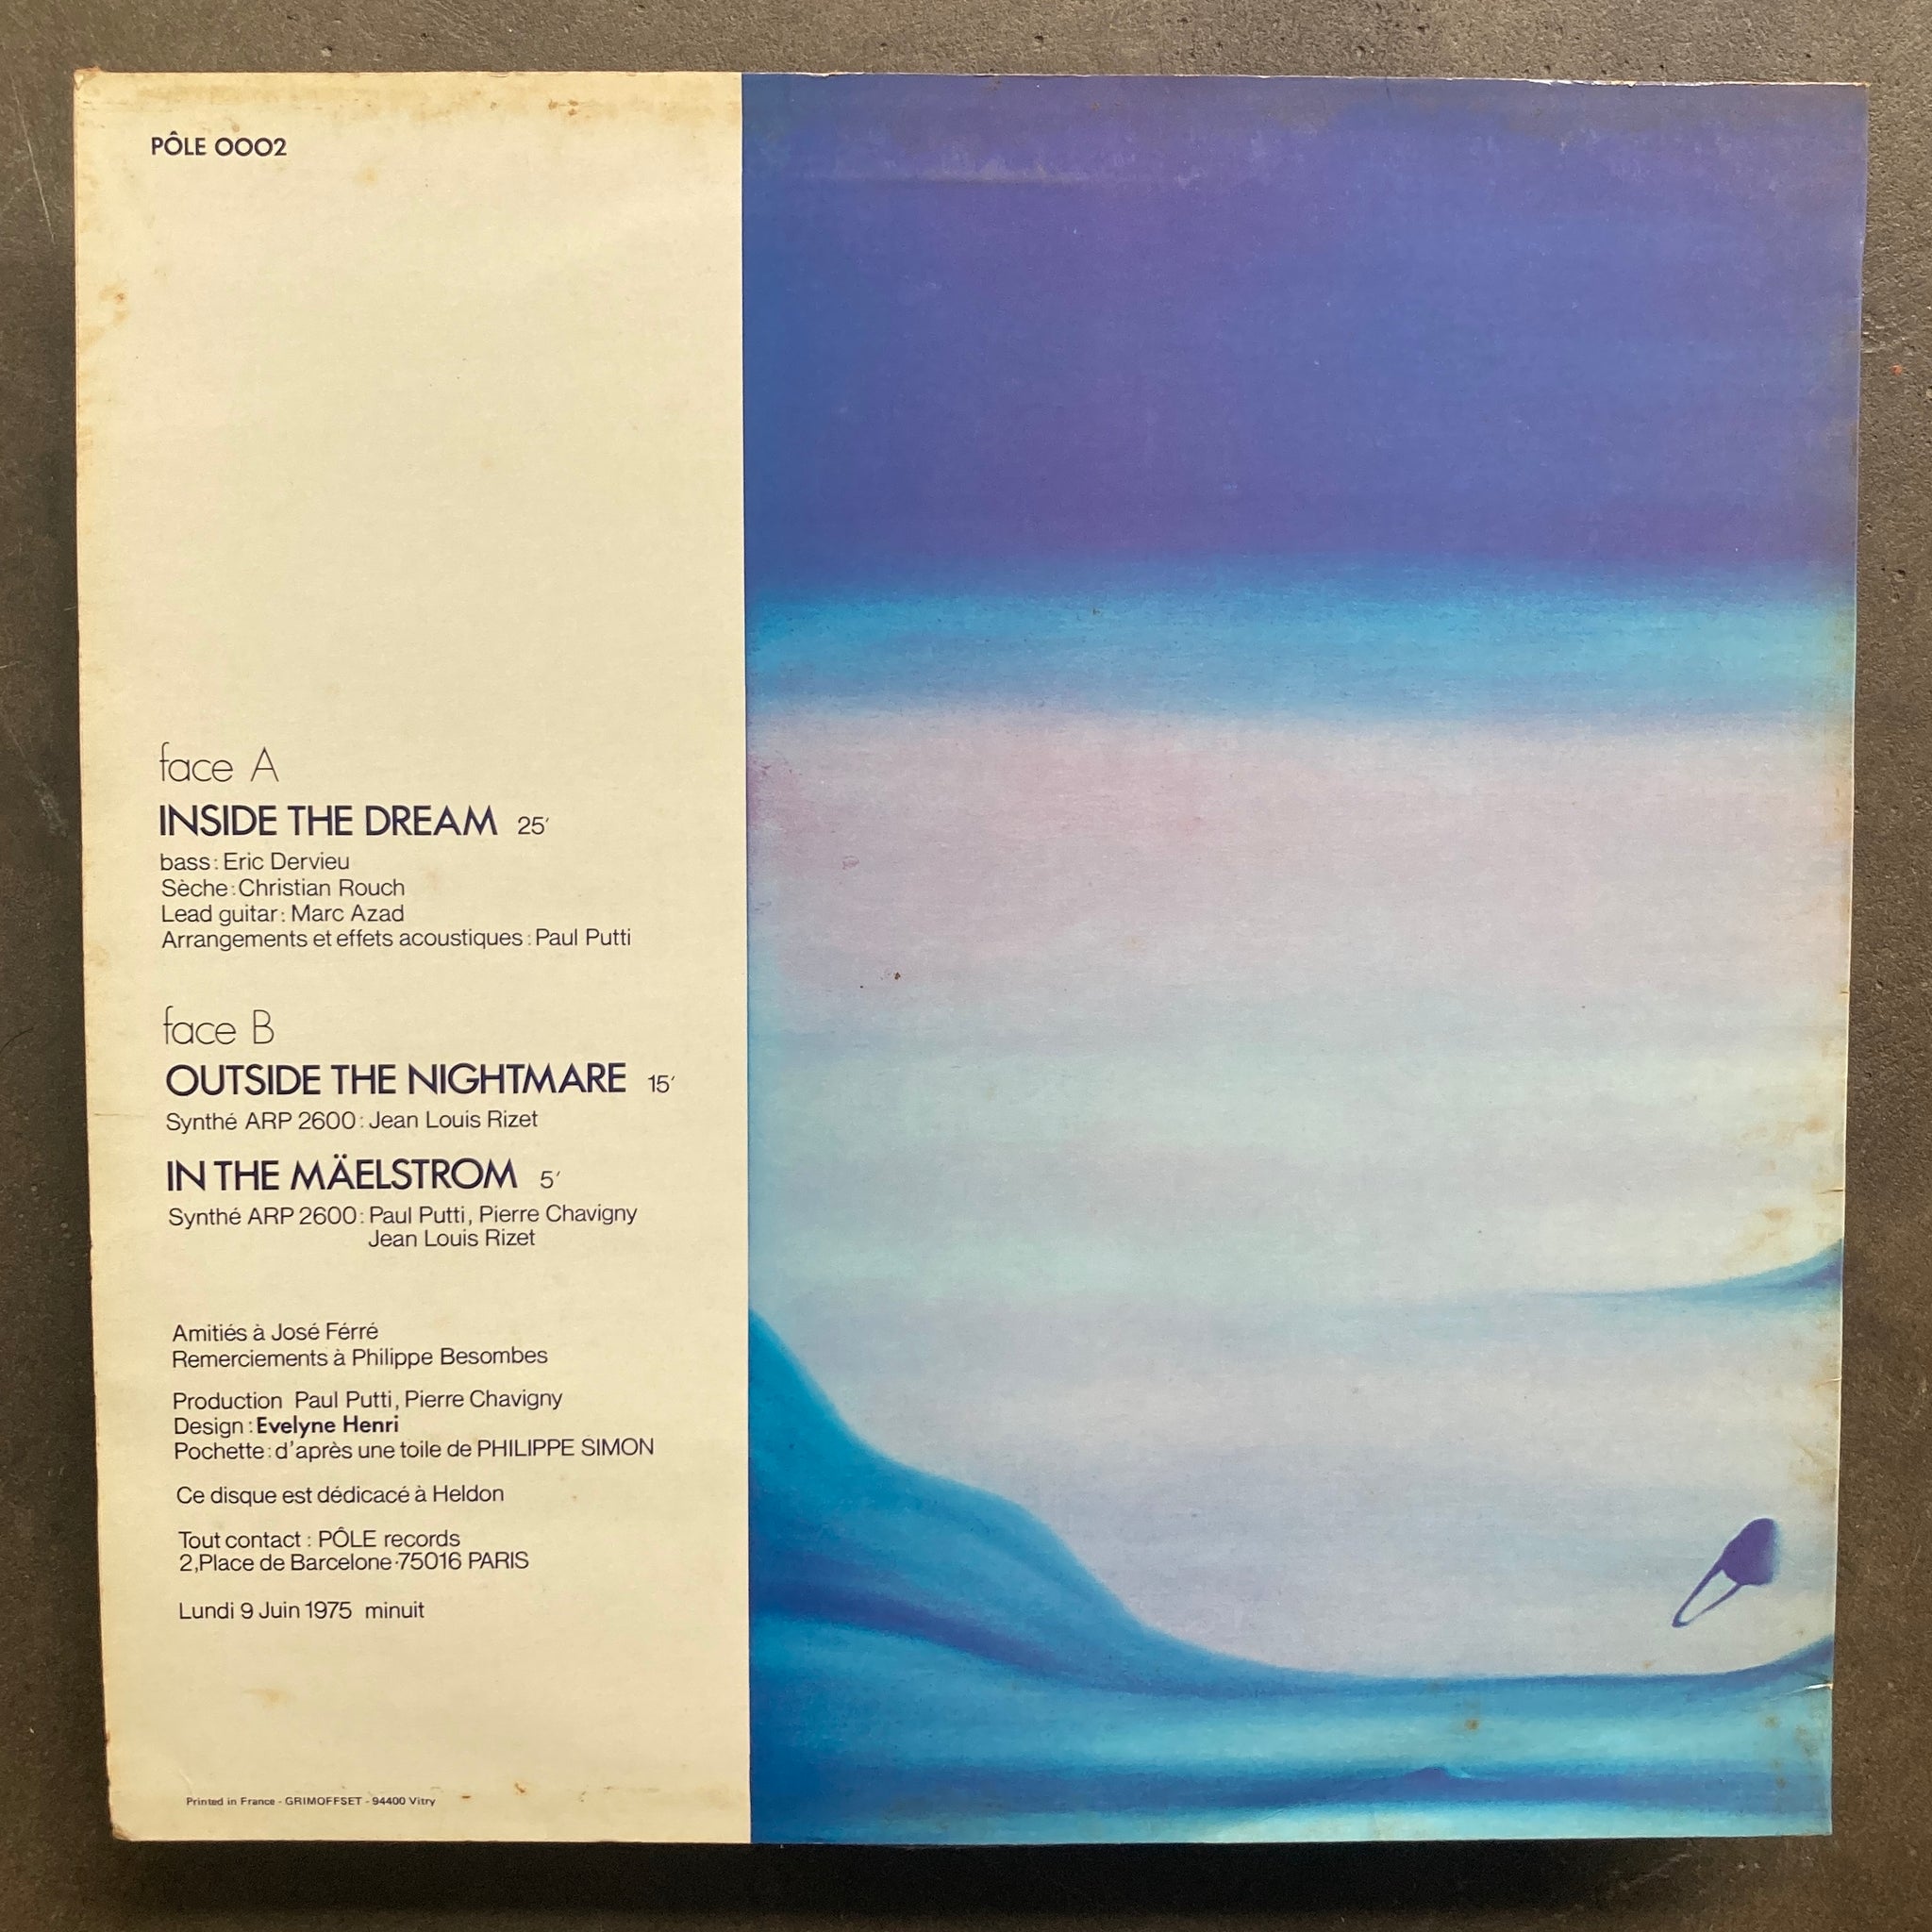 PÔLE 0002
face A
INSIDE THE DREAM 25'
bass: Eric Dervieu
Sèche: Christian Rouch
Lead guitar: Marc Azad
Arrangements et effets acoustiques: Paul Putti
face B
OUTSIDE THE NIGHTMARE 15'
Synthé ARP 2600: Jean Louis Rizet
IN THE MÄELSTROM 5'
Synthé ARP 2600: Paul Putti, Pierre Chavigny
Jean Louis Rizet
Amitiés à José Férré
Remerciements à Philippe Besombes
Production Paul Putti, Pierre Chavigny
Design: Evelyne Henri
Pochette: d'après une toile de PHILIPPE SIMON
Ce disque est dédicacé à Heldon
Tout contact : PÔLE records
2,Place de Barcelone-75016 PARIS
Lundi 9 Juin 1975 minuit
Printed in France - GRIMOFFSET - 94400 Vitry